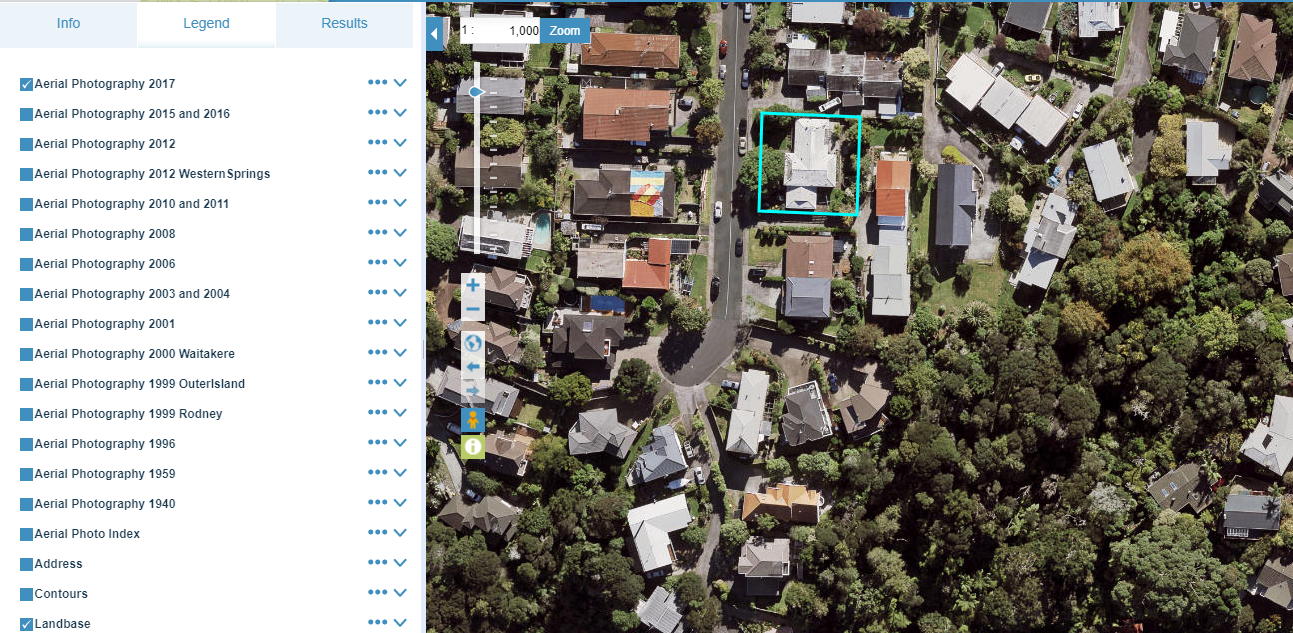 Info
Legend
Results
1 :
1,000
Zoom
Aerial Photography 2017
Aerial Photography 2015 and 2016
Aerial Photography 2012
Aerial Photography 2012 WesternSprings
Aerial Photography 2010 and 2011
Aerial Photography 2008
Aerial Photography 2006
Aerial Photography 2003 and 2004
Aerial Photography 2001
Aerial Photography 2000 Waitakere
Aerial Photography 1999 OuterIsland
Aerial Photography 1999 Rodney
Aerial Photography 1996
Aerial Photography 1959
Aerial Photography 1940
Aerial Photo Index
Address
Contours
Landbase